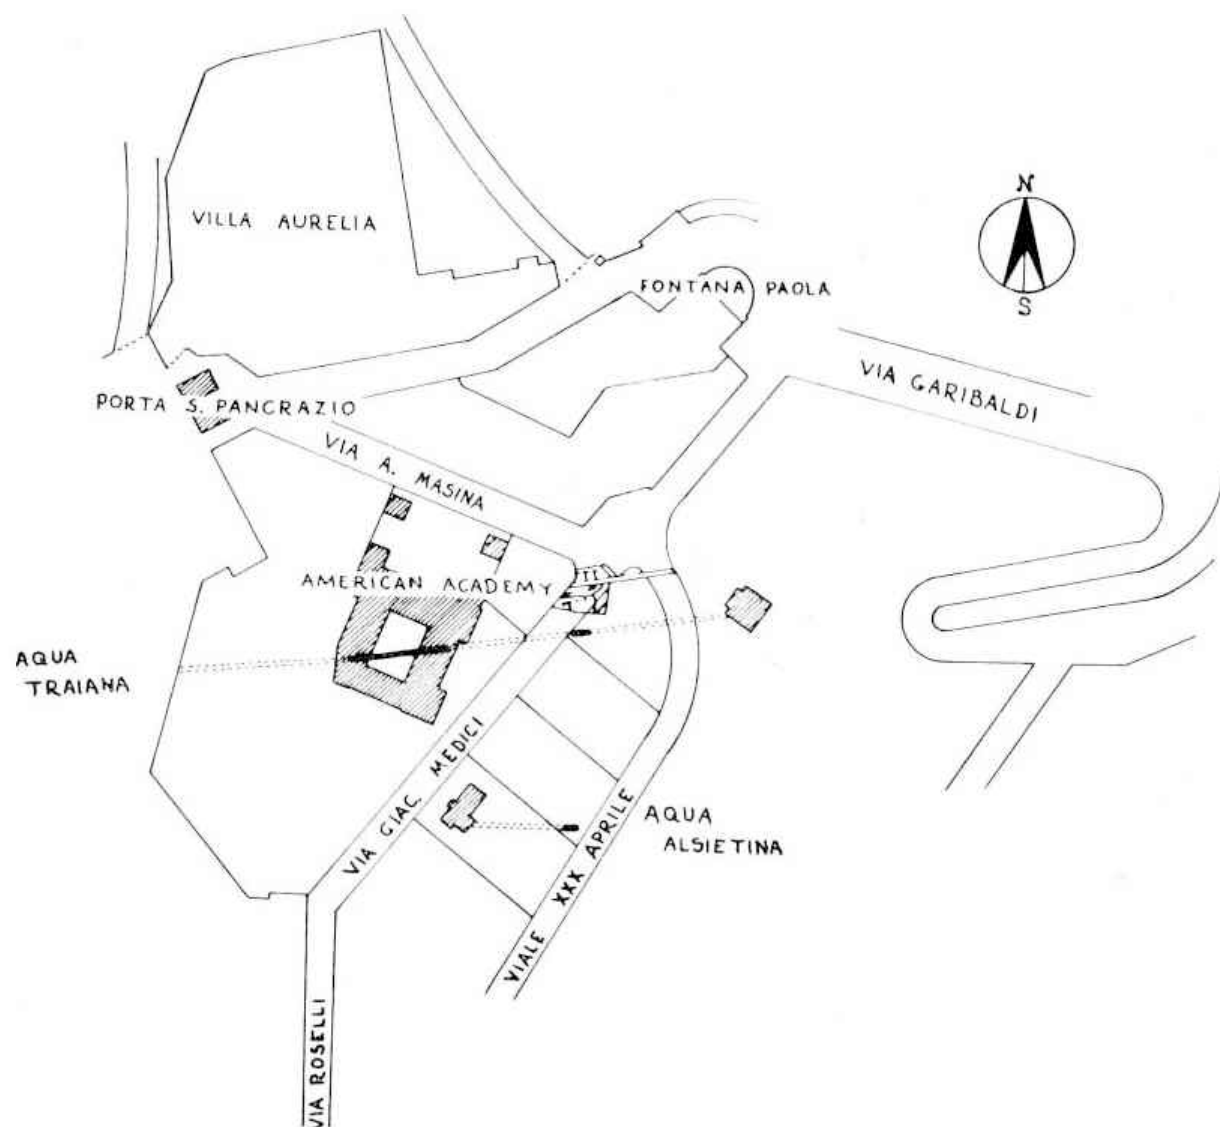 N
S
VILLA AURELIA
FONTANA PAOLA
VIA GARIBALDI
PORTA S. PANCRAZIO
VIA A. MASINA
AMERICAN ACADEMY
AQUA
TRAIANA
VIA GIAC. MEDICI
AQUA
ALSIETINA
VIALE XXX APRILE
VIA ROSELLI